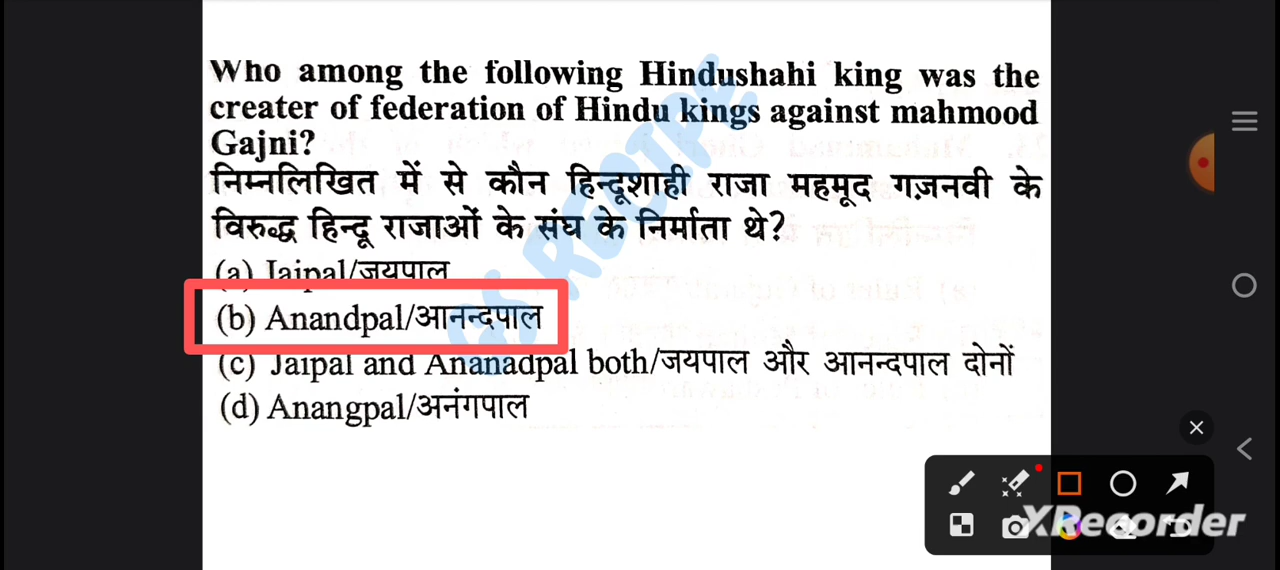 Who among the following Hindushahi king was the
creater of federation of Hindu kings against mahmood
Gajni?
निम्नलिखित में से कौन हिन्दूशाही राजा महमूद गज़नवी के
विरुद्ध हिन्दू राजाओं के संघ के निर्माता थे?
(a) Jaipal/जयपाल
(b) Anandpal/आनन्दपाल
(c) Jaipal and Ananadpal both/जयपाल और आनन्दपाल दोनों
(d) Anangpal/अनंगपाल
GS RECIPE
XRecorder